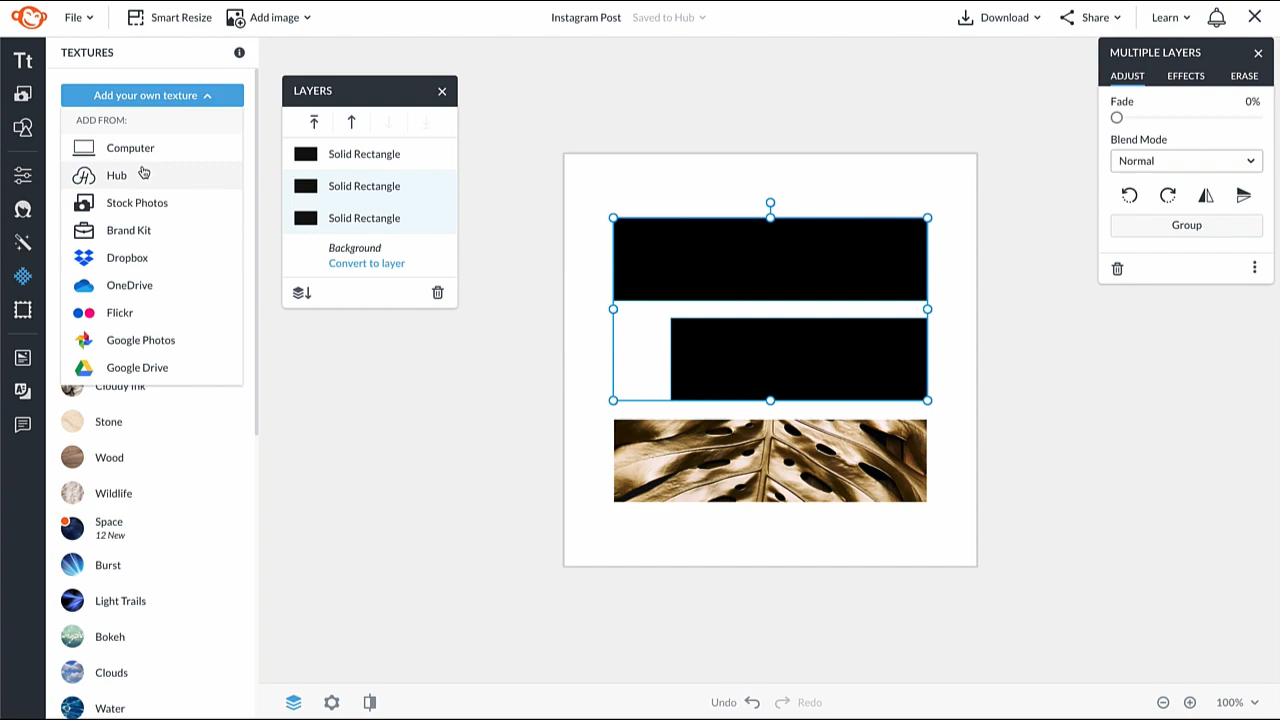 File
Smart Resize
Add image
Instagram Post
Saved to Hub
Download
Share
Learn
Tt
TEXTURES
Add your own texture
ADD FROM:
Computer
Hub
Stock Photos
Brand Kit
Dropbox
OneDrive
Flickr
Google Photos
Google Drive
Cloudy Ink
Stone
Wood
Wildlife
Space
12 New
Burst
Light Trails
Bokeh
Clouds
Water
LAYERS
Solid Rectangle
Solid Rectangle
Solid Rectangle
Background
Convert to layer
MULTIPLE LAYERS
ADJUST
EFFECTS
ERASE
Fade
0%
Blend Mode
Normal
Group
Undo
Redo
100%